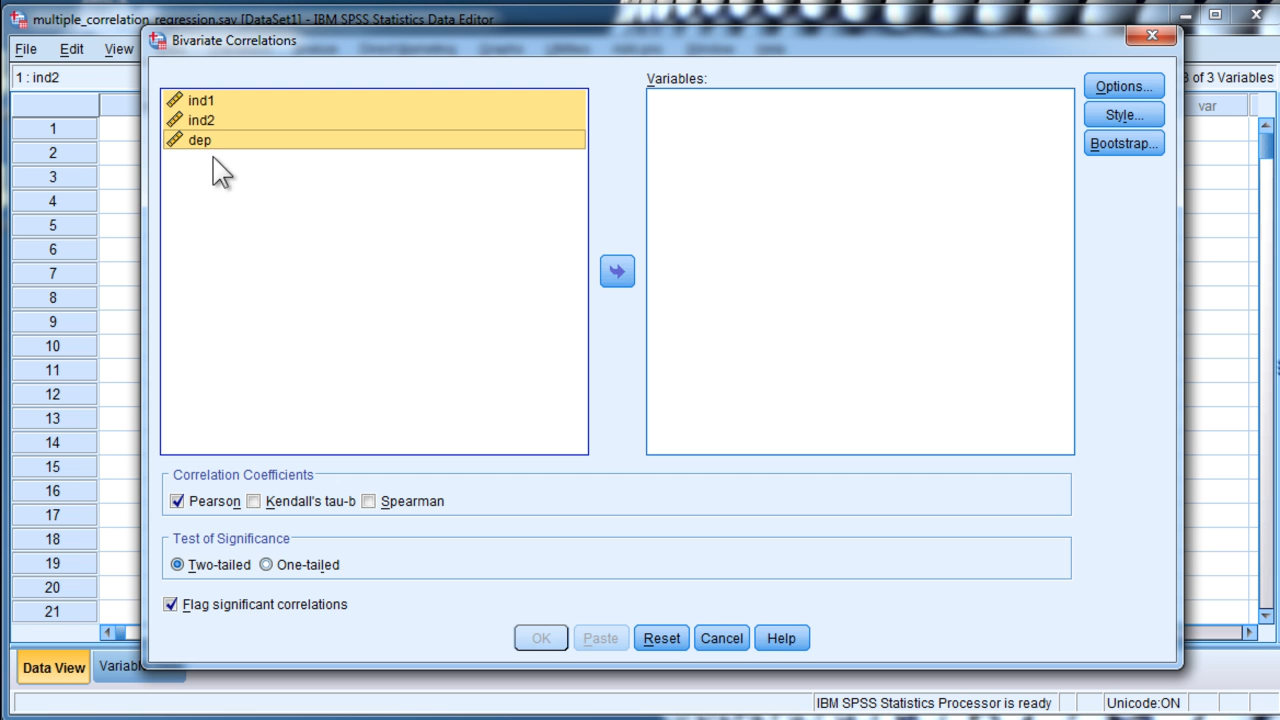 multiple_correlation_regression.sav [DataSet1] - IBM SPSS Statistics Data Editor
Bivariate Correlations
File Edit View
1 : ind2
3 of 3 Variables
var
1
2
3
4
5
6
7
8
9
10
11
12
13
14
15
16
17
18
19
20
21
ind1
ind2
dep
Variables:
Options...
Style...
Bootstrap...
Correlation Coefficients
Pearson Kendall's tau-b Spearman
Test of Significance
Two-tailed One-tailed
Flag significant correlations
OK Paste Reset Cancel Help
Data View
IBM SPSS Statistics Processor is ready
Unicode:ON